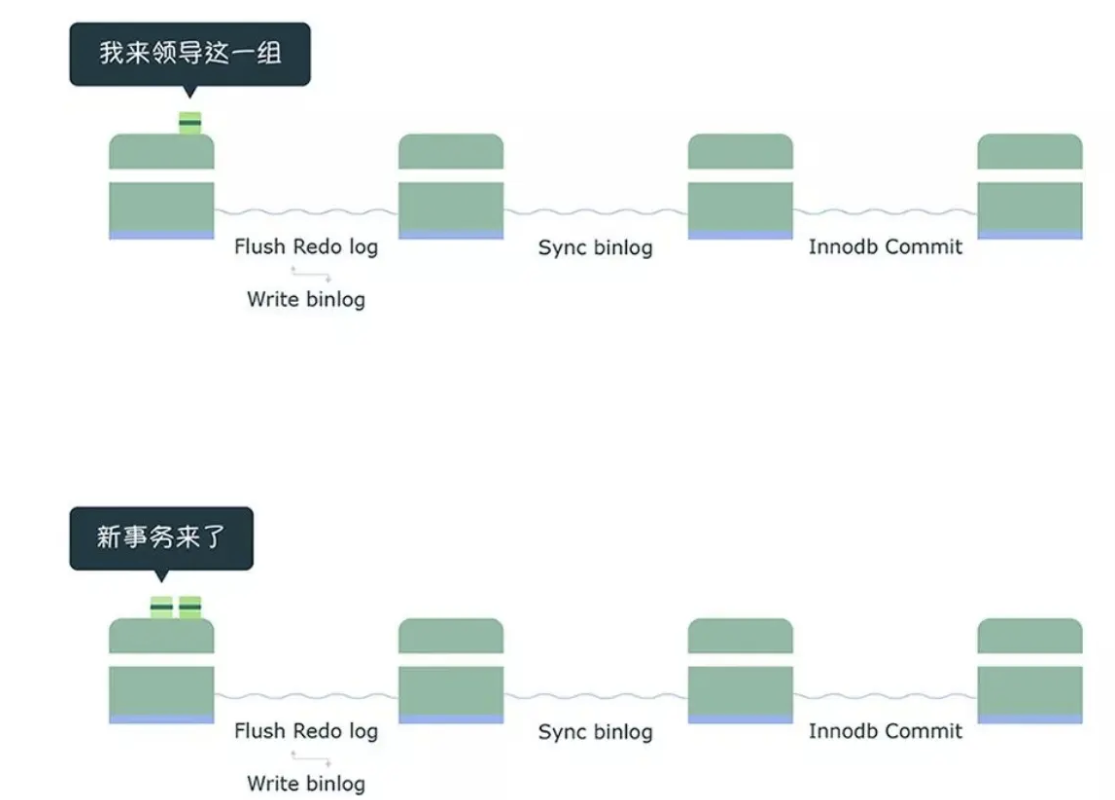 我来领导这一组
Flush Redo log
Sync binlog
Innodb Commit
Write binlog
新事务来了
Flush Redo log
Sync binlog
Innodb Commit
Write binlog